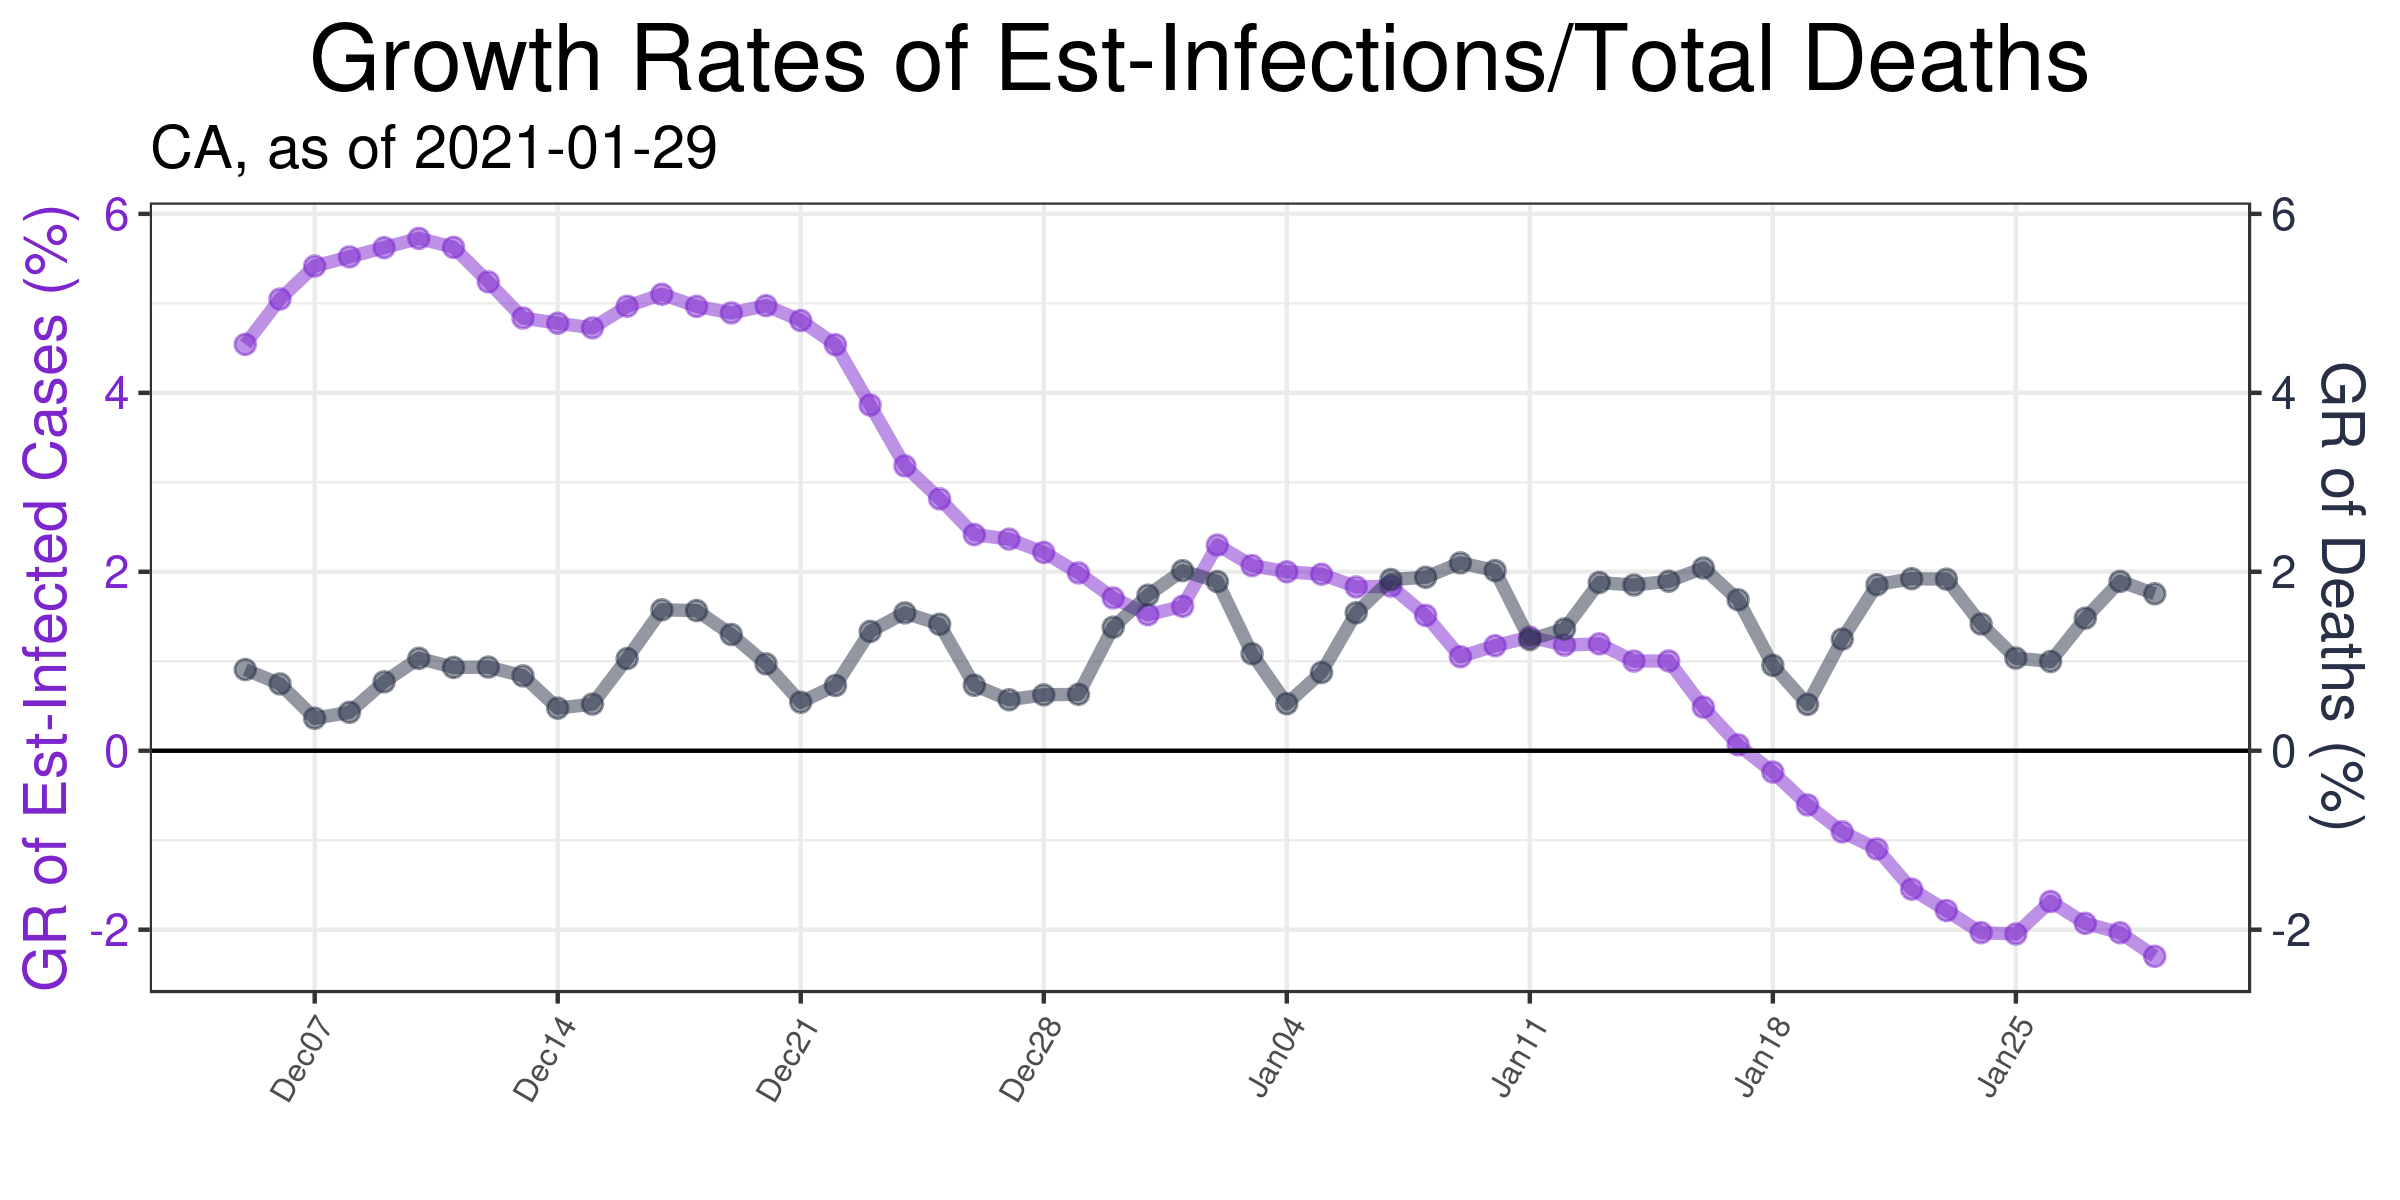 Growth Rates of Est-Infections/Total Deaths
CA, as of 2021-01-29
GR of Est-Infected Cases (%)
6
4
2
0
-2
6
4
2
0
-2
GR of Deaths (%)
Dec07
Dec14
Dec21
Dec28
Jan04
Jan11
Jan18
Jan25